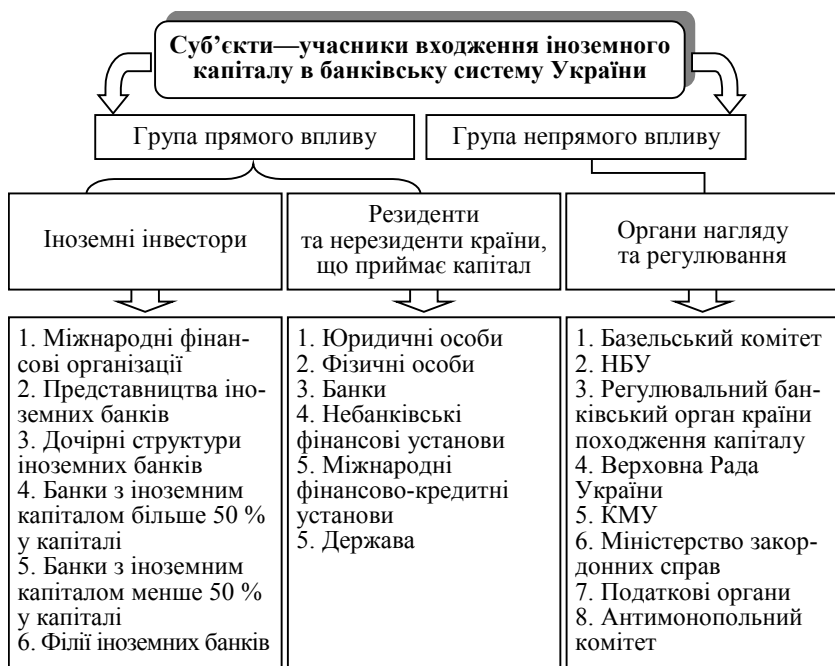 Суб’єкти—учасники входження іноземного
капіталу в банківську систему України
Група прямого впливу
Група непрямого впливу
Іноземні інвестори
Резиденти
та нерезиденти країни,
що приймає капітал
Органи нагляду
та регулювання
1. Міжнародні фінан-
сові організації
2. Представництва іно-
земних банків
3. Дочірні структури
іноземних банків
4. Банки з іноземним
капіталом більше 50 %
у капіталі
5. Банки з іноземним
капіталом менше 50 %
у капіталі
6. Філії іноземних банків
1. Юридичні особи
2. Фізичні особи
3. Банки
4. Небанківські
фінансові установи
5. Міжнародні
фінансово-кредитні
установи
5. Держава
1. Базельський комітет
2. НБУ
3. Регулювальний бан-
ківський орган країни
походження капіталу
4. Верховна Рада
України
5. КМУ
6. Міністерство закор-
донних справ
7. Податкові органи
8. Антимонопольний
комітет